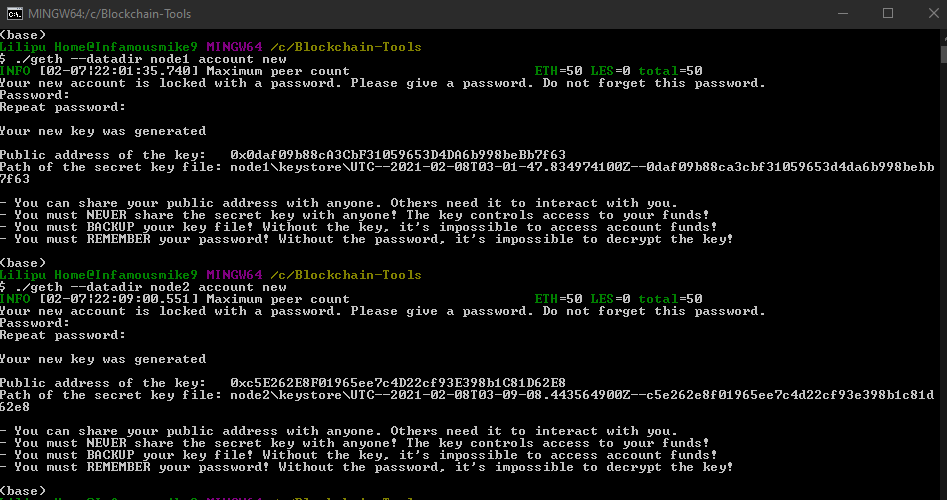 MINGW64:/c/Blockchain-Tools
(base)
Lilipu Home@Infamousmike9 MINGW64 /c/Blockchain-Tools
$ ./geth --datadir node1 account new
INFO [02-07|22:01:35.740] Maximum peer count                       ETH=50 LES=0 total=50
Your new account is locked with a password. Please give a password. Do not forget this password.
Password:
Repeat password:
Your new key was generated
Public address of the key:   0x0daf09b88cA3CbF31059653D4DA6b998beBb7f63
Path of the secret key file: node1\keystore\UTC--2021-02-08T03-01-47.834974100Z--0daf09b88ca3cbf31059653d4da6b998bebb
7f63
- You can share your public address with anyone. Others need it to interact with you.
- You must NEVER share the secret key with anyone! The key controls access to your funds!
- You must BACKUP your key file! Without the key, it's impossible to access account funds!
- You must REMEMBER your password! Without the password, it's impossible to decrypt the key!
(base)
Lilipu Home@Infamousmike9 MINGW64 /c/Blockchain-Tools
$ ./geth --datadir node2 account new
INFO [02-07|22:09:00.551] Maximum peer count                       ETH=50 LES=0 total=50
Your new account is locked with a password. Please give a password. Do not forget this password.
Password:
Repeat password:
Your new key was generated
Public address of the key:   0xc5E262E8F01965ee7c4D22cf93E398b1C81D62E8
Path of the secret key file: node2\keystore\UTC--2021-02-08T03-09-08.443564900Z--c5e262e8f01965ee7c4d22cf93e398b1c81d
62e8
- You can share your public address with anyone. Others need it to interact with you.
- You must NEVER share the secret key with anyone! The key controls access to your funds!
- You must BACKUP your key file! Without the key, it's impossible to access account funds!
- You must REMEMBER your password! Without the password, it's impossible to decrypt the key!
(base)